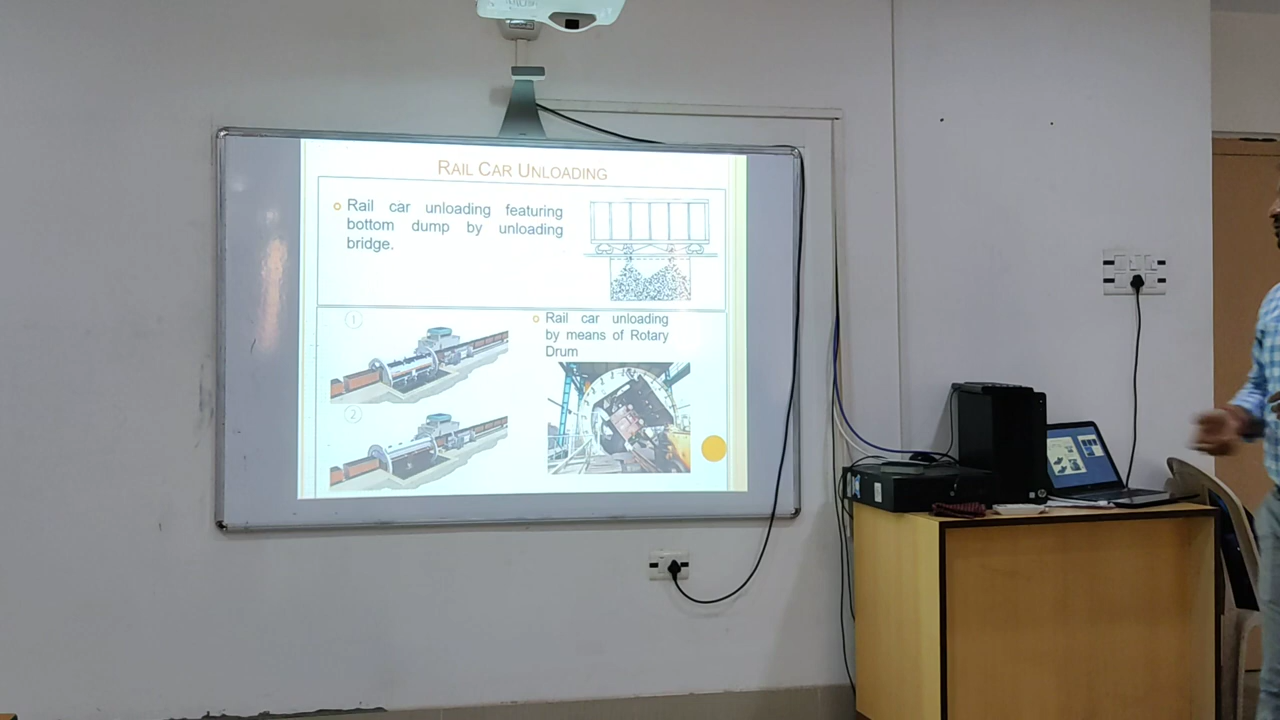 RAIL CAR UNLOADING
Rail car unloading featuring
bottom dump by unloading
bridge.
1
Rail car unloading
by means of Rotary
Drum
2